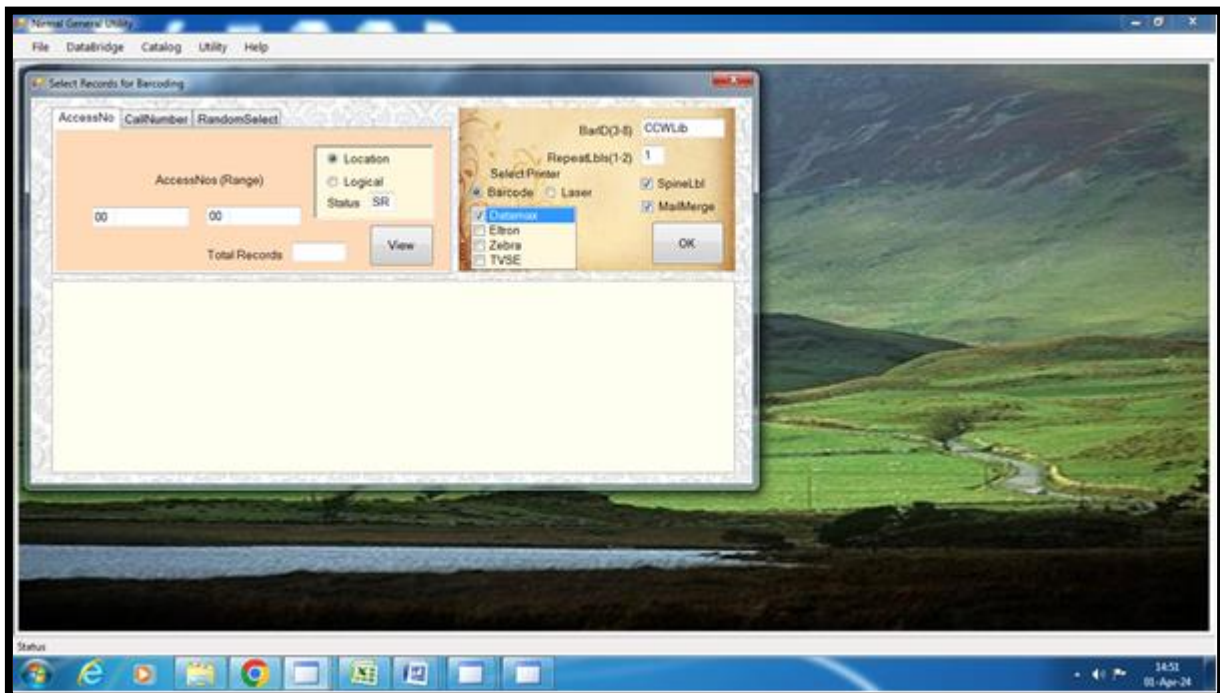 Nirmal General Utility
File DataBridge Catalog Utility Help
Select Records for Barcoding
AccessNo CallNumber RandomSelect
AccessNos (Range)
00 00
Total Records
Location
Logical
Status SR
View
BarID(3-8) CCWLib
RepeatLbls(1-2) 1
Select Printer
Barcode Laser
SpineLbl
MailMerge
Datamax
Eltron
Zebra
TVSE
OK
Status
14:51
01-Apr-24